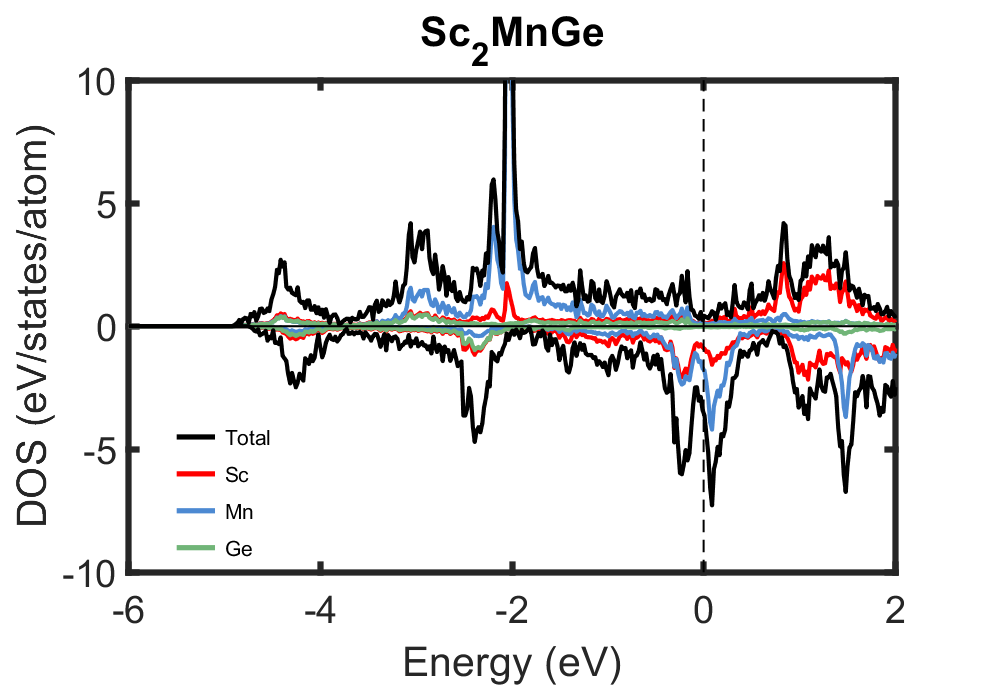 Sc₂MnGe
10
5
0
-5
-10
DOS (eV/states/atom)
Total
Sc
Mn
Ge
-6 -4 -2 0 2
Energy (eV)